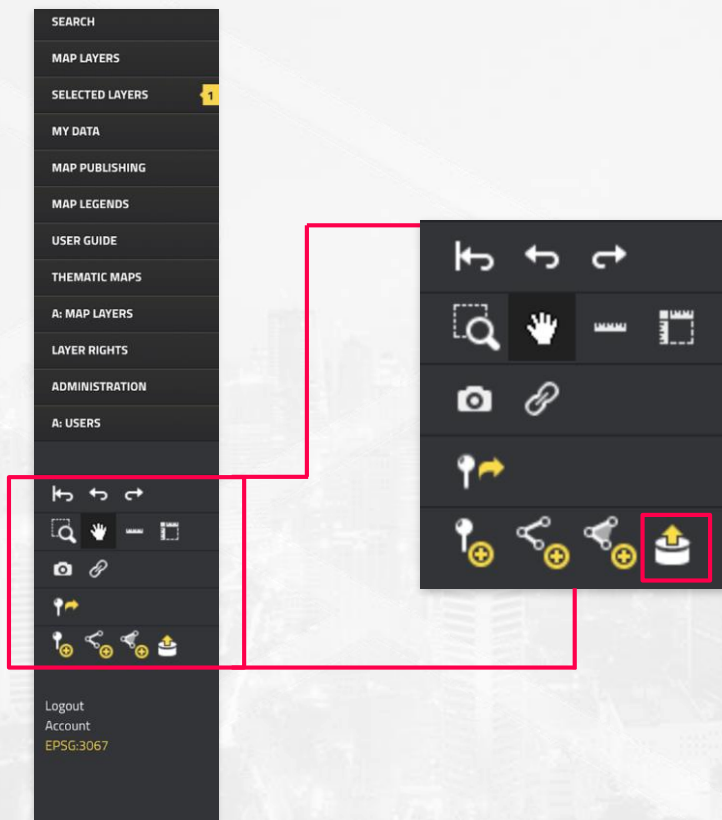 SEARCH
MAP LAYERS
SELECTED LAYERS 1
MY DATA
MAP PUBLISHING
MAP LEGENDS
USER GUIDE
THEMATIC MAPS
A: MAP LAYERS
LAYER RIGHTS
ADMINISTRATION
A: USERS
Logout
Account
EPSG:3067